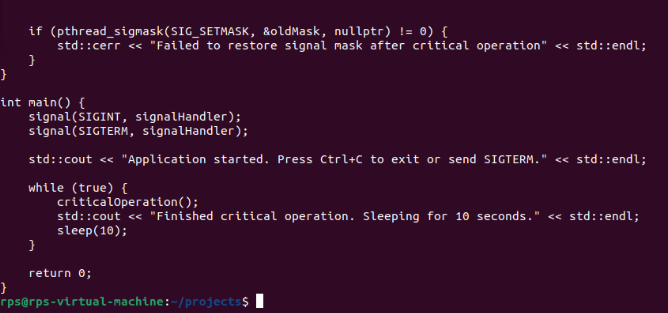 if (pthread_sigmask(SIG_SETMASK, &oldMask, nullptr) != 0) {
        std::cerr << "Failed to restore signal mask after critical operation" << std::endl;
    }
}
int main() {
    signal(SIGINT, signalHandler);
    signal(SIGTERM, signalHandler);
    std::cout << "Application started. Press Ctrl+C to exit or send SIGTERM." << std::endl;
    while (true) {
        criticalOperation();
        std::cout << "Finished critical operation. Sleeping for 10 seconds." << std::endl;
        sleep(10);
    }
    return 0;
}
rps@rps-virtual-machine:~/projects$